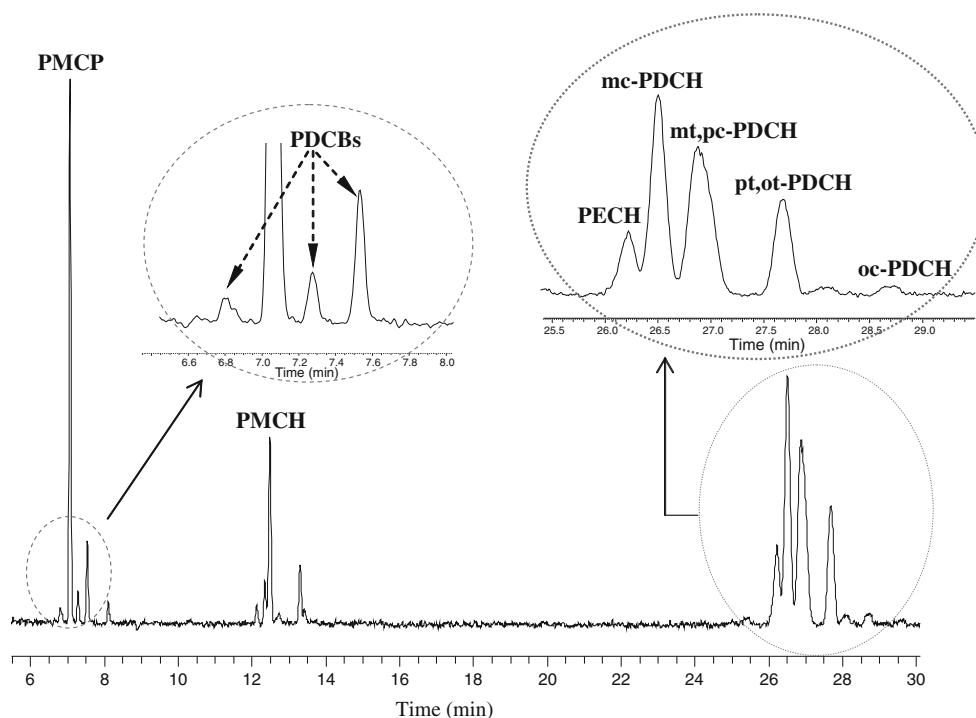 PMCP
PDCBs
6.6 6.8 7.0 7.2 7.4 7.6 7.8 8.0
Time (min)
mc-PDCH
mt,pc-PDCH
pt,ot-PDCH
PECH
oc-PDCH
25.5 26.0 26.5 27.0 27.5 28.0 28.5 29.0
Time (min)
PMCH
6 8 10 12 14 16 18 20 22 24 26 28 30
Time (min)